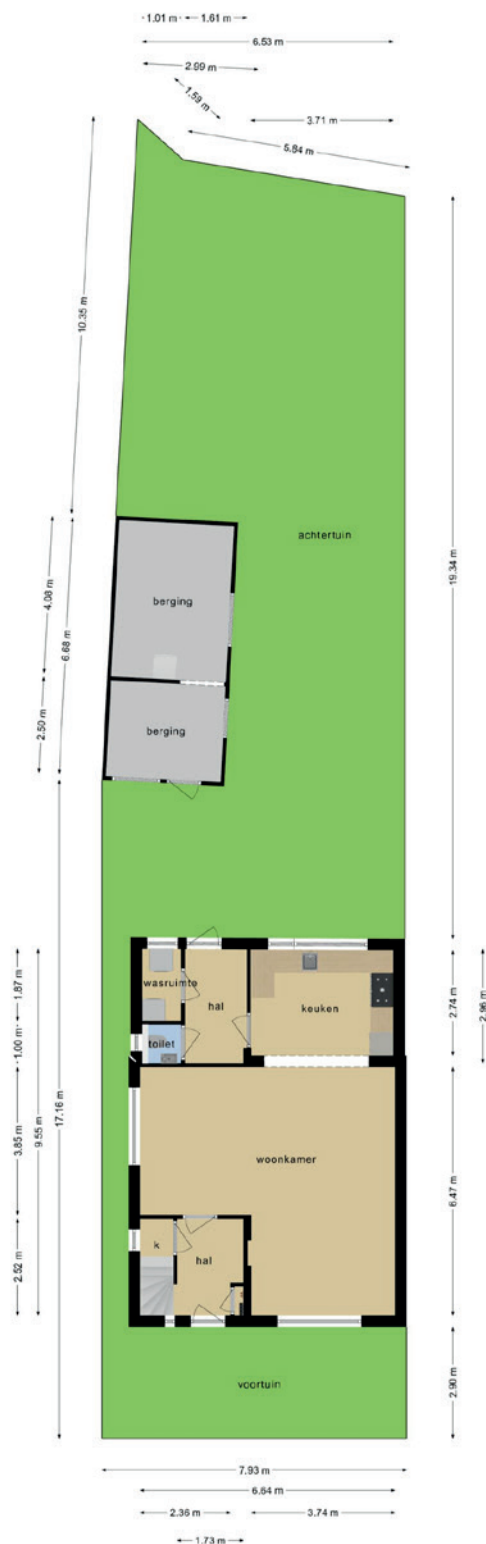 1.01 m
1.61 m
6.53 m
2.99 m
1.59 m
3.71 m
5.84 m
10.35 m
19.34 m
achtertuin
4.08 m
6.68 m
berging
2.50 m
berging
1.87 m
wasruimte
hal
keuken
2.74 m
2.96 m
1.00 m
toilet
17.16 m
9.55 m
3.85 m
woonkamer
6.47 m
2.52 m
k
hal
voortuin
2.90 m
7.93 m
6.64 m
2.36 m
3.74 m
1.73 m